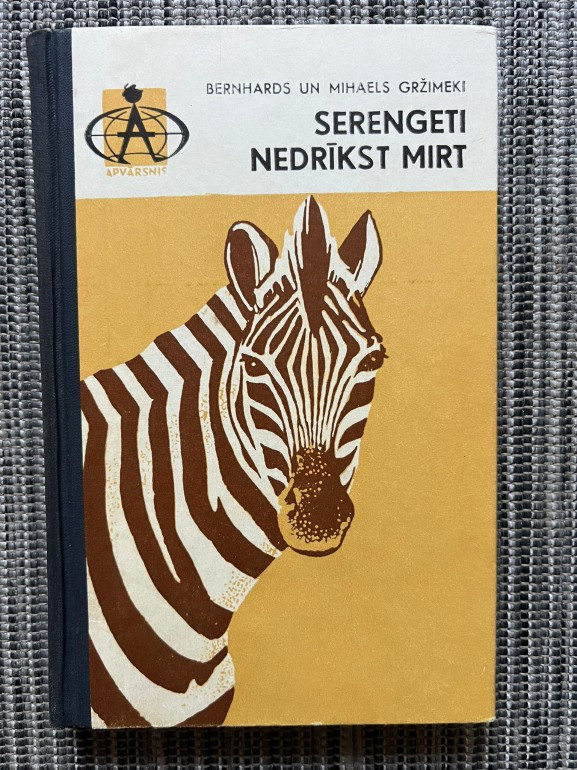 BERNHARDS UN MIHAELS GRŽIMEKI
SERENGETI
NEDRĪKST MIRT
A
APVĀRSNIS